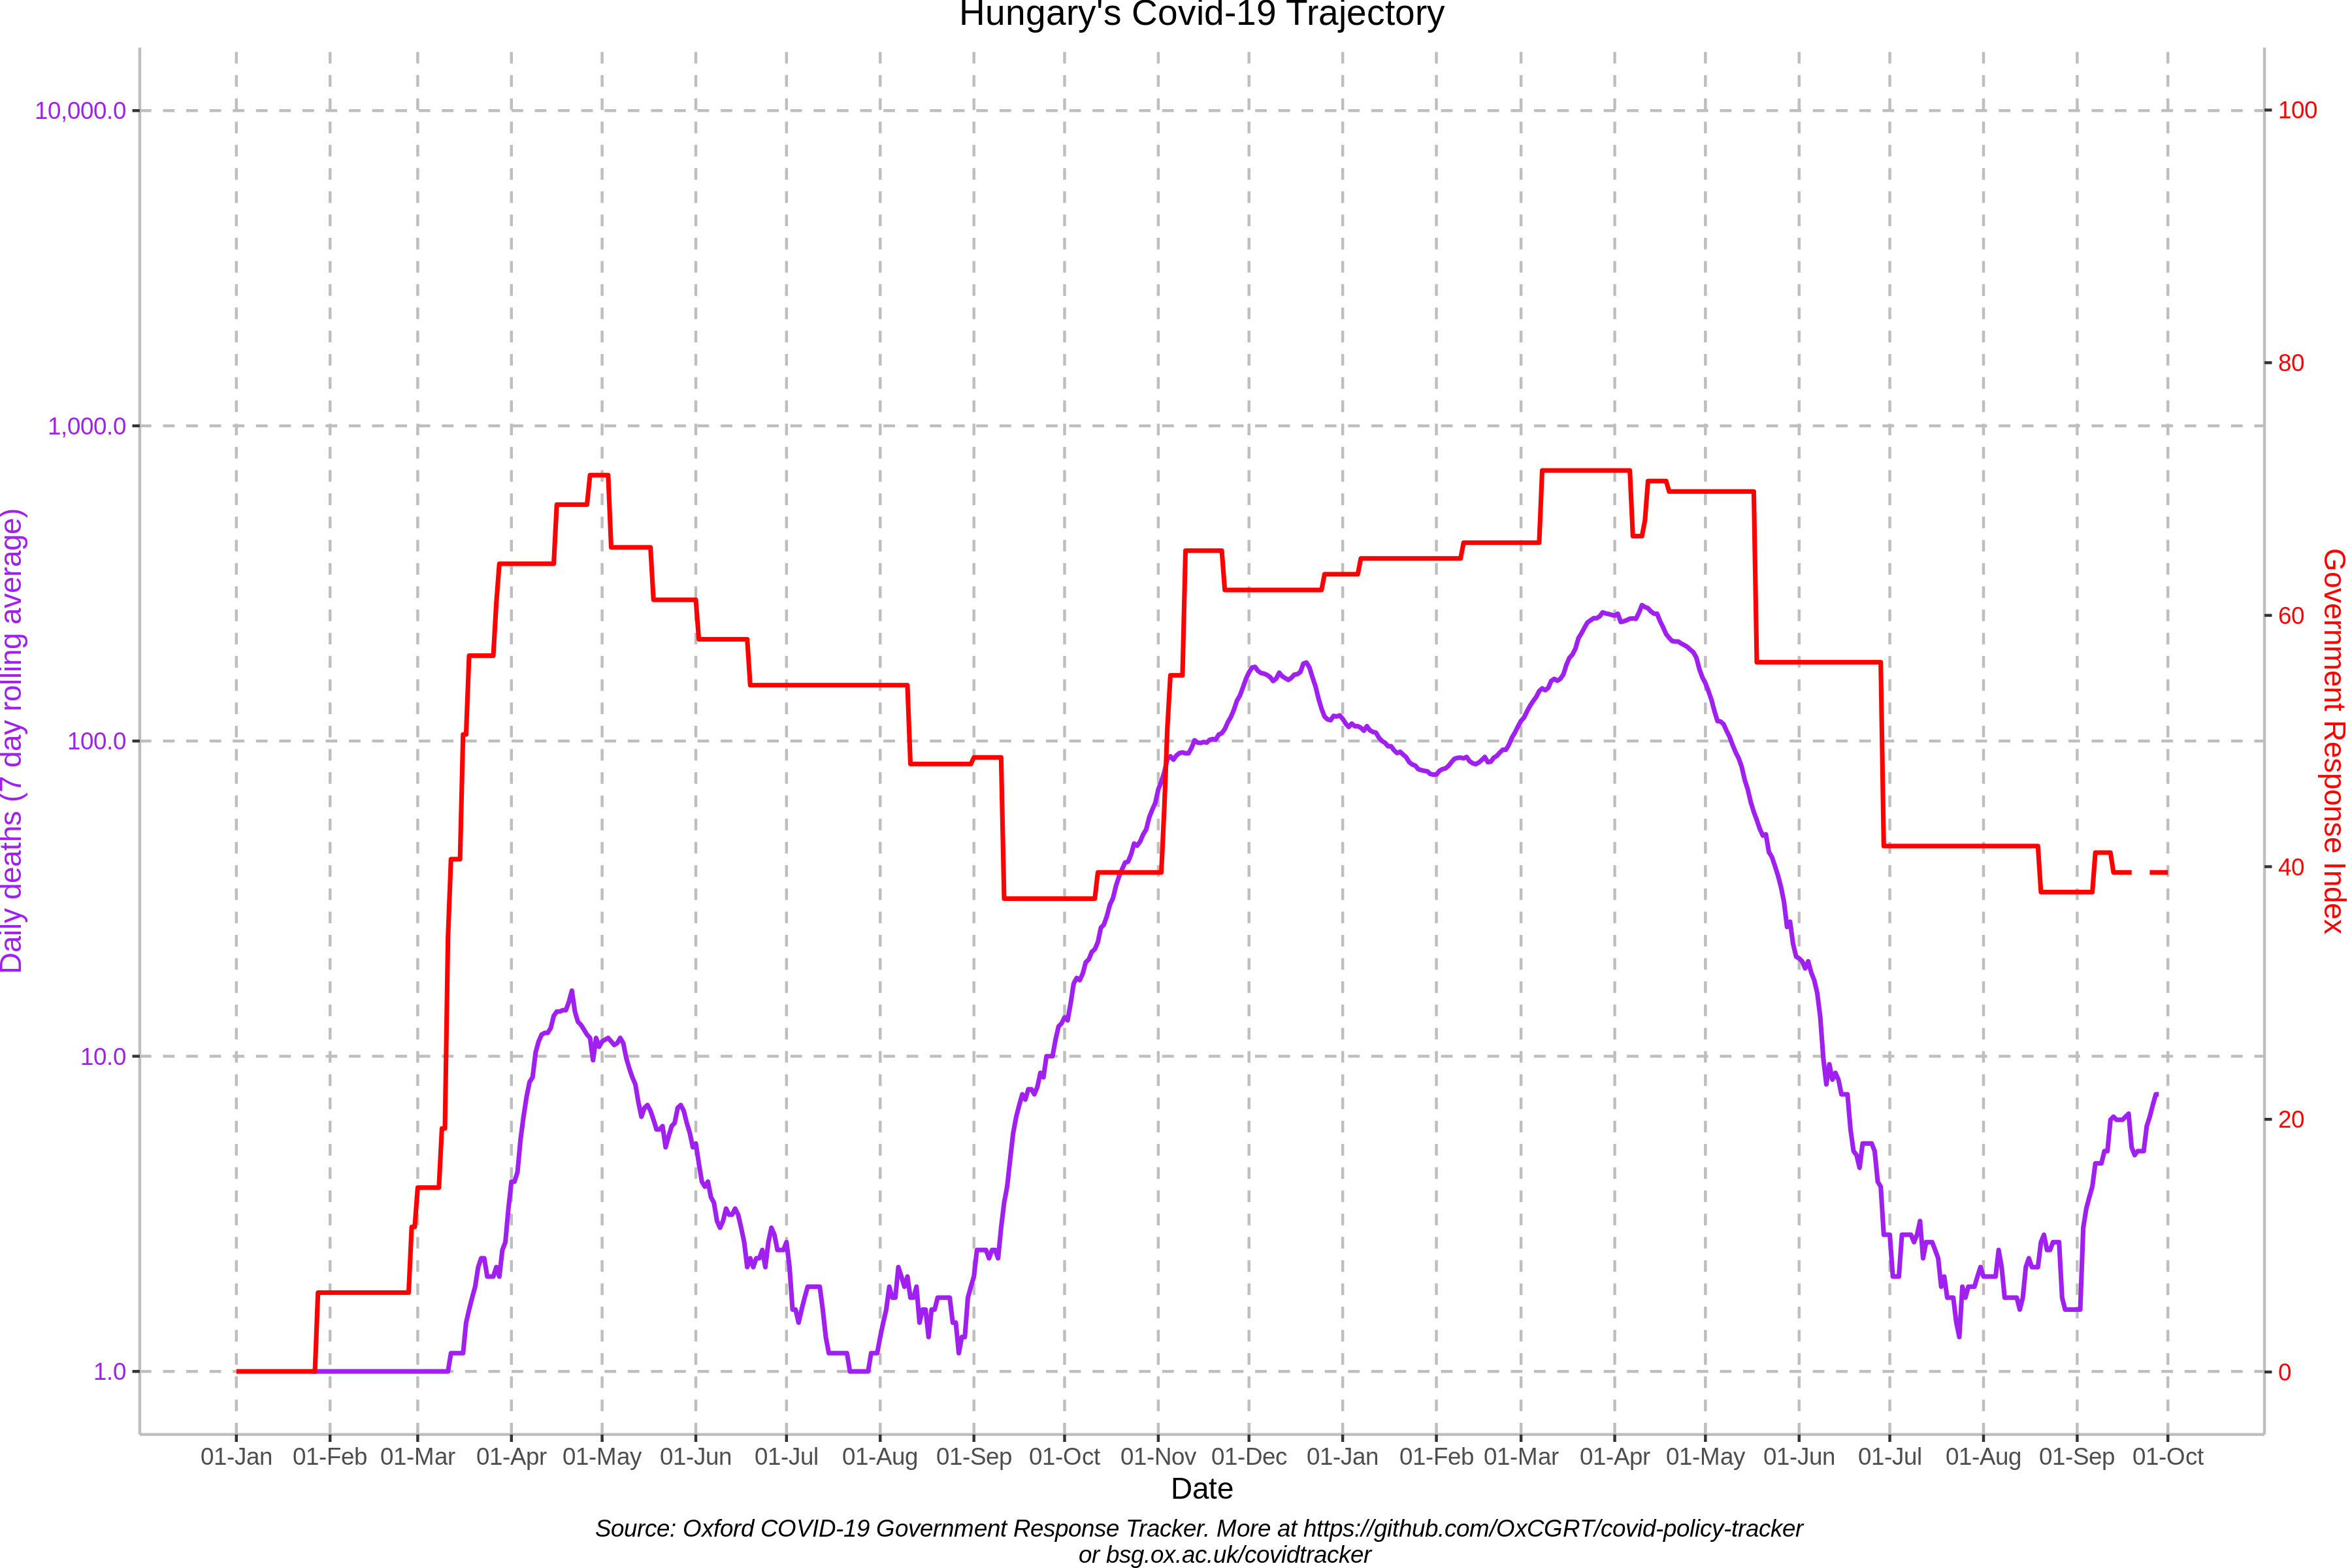 Hungary's Covid-19 Trajectory
10,000.0
1,000.0
100.0
10.0
1.0
Daily deaths (7 day rolling average)
100
80
60
40
20
0
Government Response Index
01-Jan 01-Feb 01-Mar 01-Apr 01-May 01-Jun 01-Jul 01-Aug 01-Sep 01-Oct 01-Nov 01-Dec 01-Jan 01-Feb 01-Mar 01-Apr 01-May 01-Jun 01-Jul 01-Aug 01-Sep 01-Oct
Date
Source: Oxford COVID-19 Government Response Tracker. More at https://github.com/OxCGRT/covid-policy-tracker
or bsg.ox.ac.uk/covidtracker